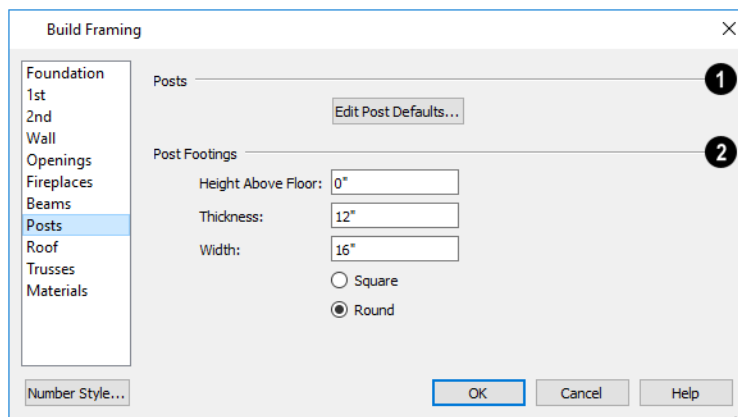 Build Framing
Foundation
1st
2nd
Wall
Openings
Fireplaces
Beams
Posts
Roof
Trusses
Materials
Number Style...
Posts
1
Edit Post Defaults...
Post Footings
2
Height Above Floor: 0"
Thickness: 12"
Width: 16"
Square
Round
OK Cancel Help